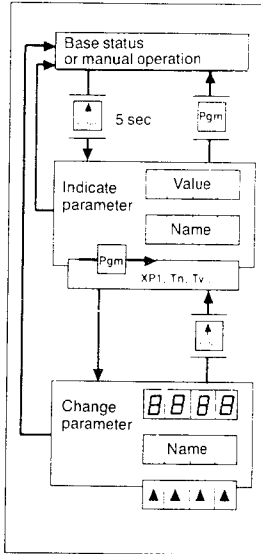 Base status
or manual operation
5 sec
Pgm
Indicate
parameter
Value
Name
Pgm
XP1, Tn, Tv
Change
parameter
8888
Name